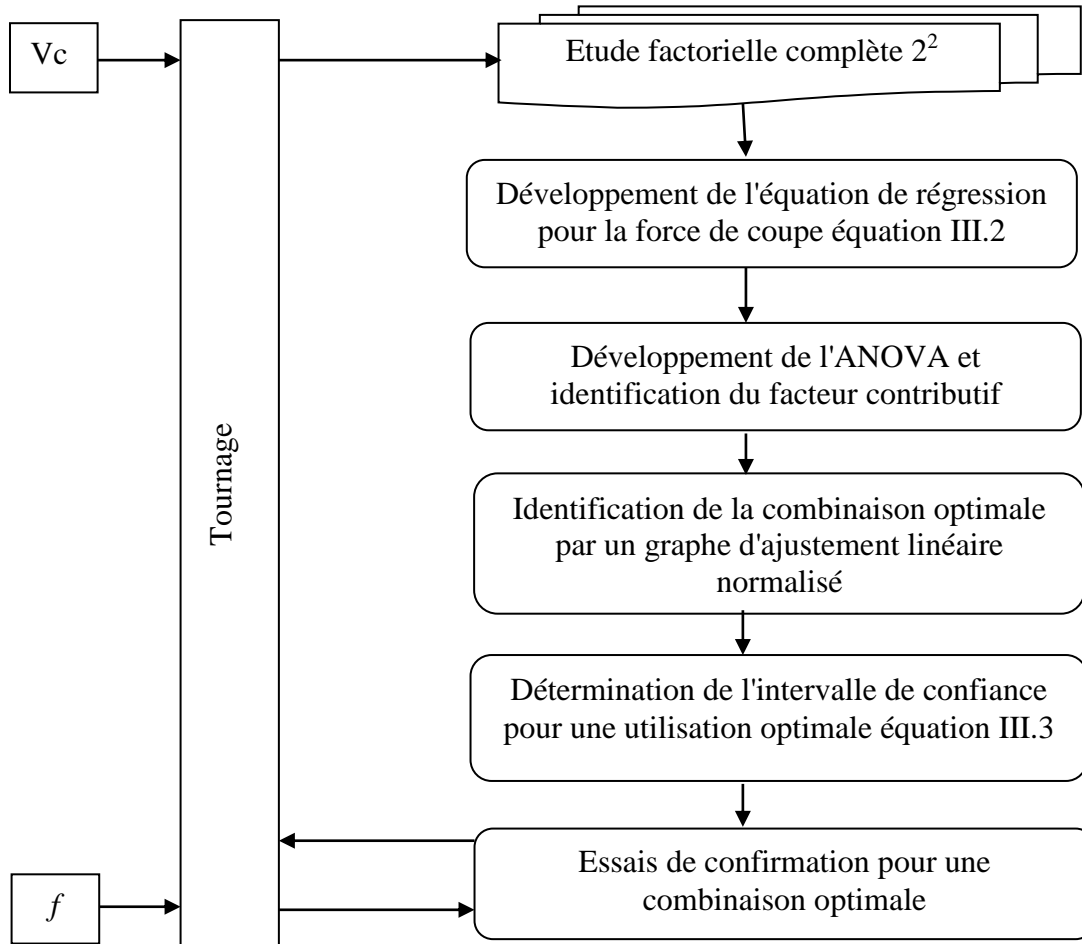 Vc
Etude factorielle complète 2²
Développement de l'équation de régression
pour la force de coupe équation III.2
Développement de l'ANOVA et
identification du facteur contributif
Tournage
Identification de la combinaison optimale
par un graphe d'ajustement linéaire
normalisé
Détermination de l'intervalle de confiance
pour une utilisation optimale équation III.3
Essais de confirmation pour une
combinaison optimale
f